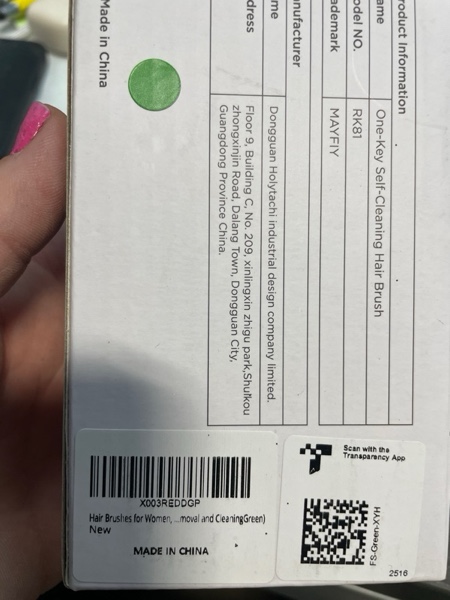 roduct Information
ame
One-Key Self-Cleaning Hair Brush
odel NO.
RK81
ademark
MAYFIY
nufacturer
me
Dongguan Holytachi industrial design company limited.
dress
Floor 9, Building C, No. 209, xinlingxin zhigu park,Shuikou
zhongxinjin Road, Dalang Town, Dongguan City,
Guangdong Province China.
Made in China
X003REDDGP
Hair Brushes for Women, ...moval and CleaningGreen)
New
MADE IN CHINA
Scan with the
Transparency App
FS-Green-XYH
2516